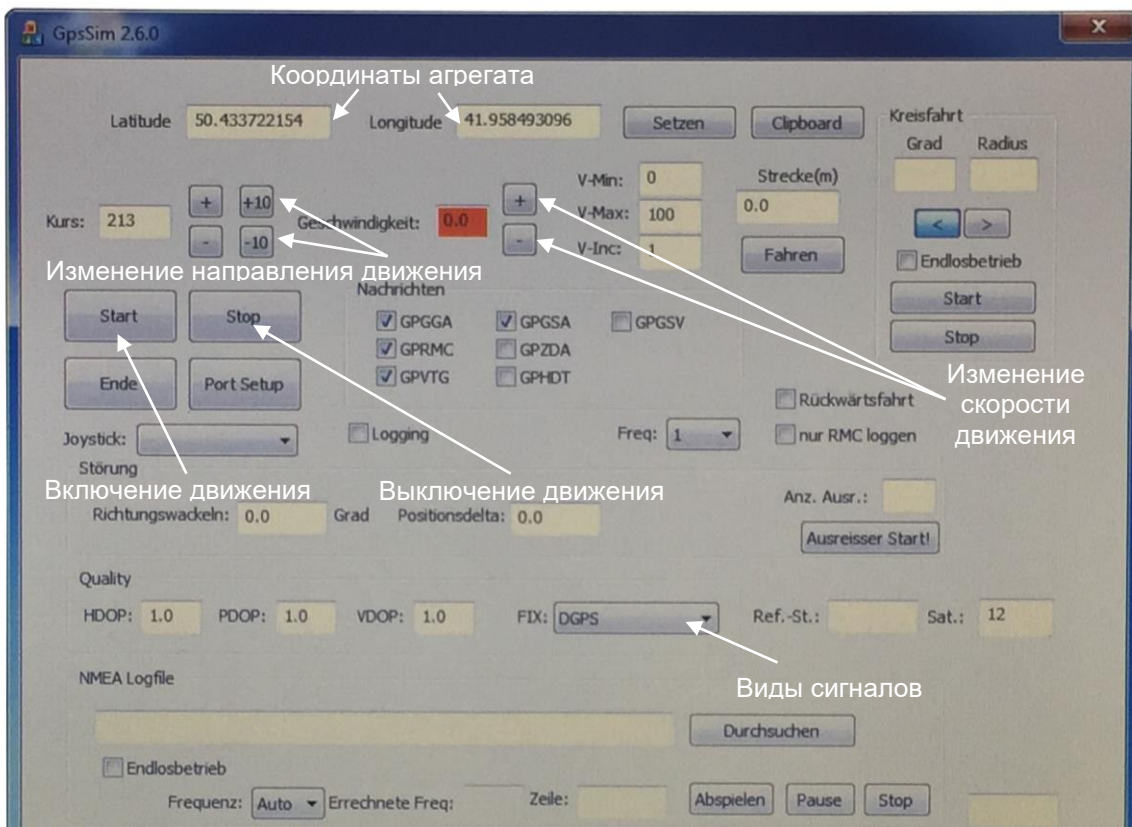 GpsSim 2.6.0
Координаты агрегата
Latitude 50.433722154 Longitude 41.958493096 Setzen Clipboard
Kreisfahrt
Grad Radius
V-Min: 0 Strecke(m)
Kurs: 213 + +10 Geschwindigkeit: 0.0 + V-Max: 100 0.0
- -10 - V-Inc: 1 Fahren
< >
Endlosbetrieb
Изменение направления движения
Start
Stop
Nachrichten
Start Stop GPGGA GPGSA GPGSV
GPRMC GPZDA
Ende Port Setup GPVTG GPHDT
Изменение
скорости
движения
Rückwärtsfahrt
Joystick: Logging Freq: 1 nur RMC loggen
Störung
Включение движения Выключение движения
Anz. Ausr.:
Richtungswackeln: 0.0 Grad Positionsdelta: 0.0
Ausreisser Start!
Quality
HDOP: 1.0 PDOP: 1.0 VDOP: 1.0 FIX: DGPS Ref.-St.: Sat.: 12
Виды сигналов
NMEA Logfile
Durchsuchen
Endlosbetrieb
Frequenz: Auto Errechnete Freq: Zeile: Abspielen Pause Stop